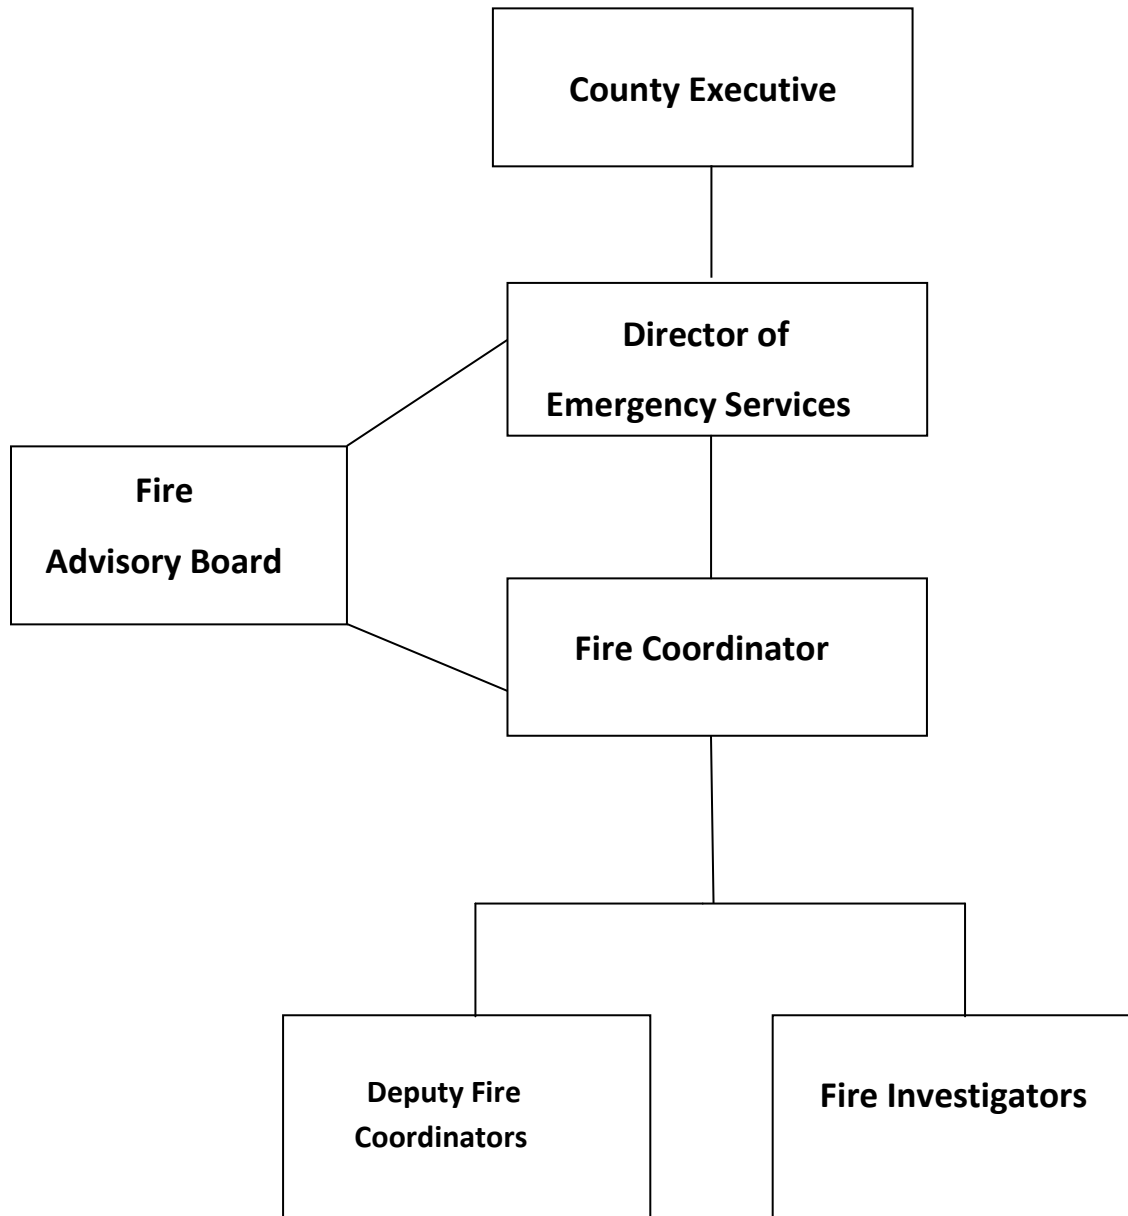 County Executive
Director of
Emergency Services
Fire
Advisory Board
Fire Coordinator
Deputy Fire
Coordinators
Fire Investigators